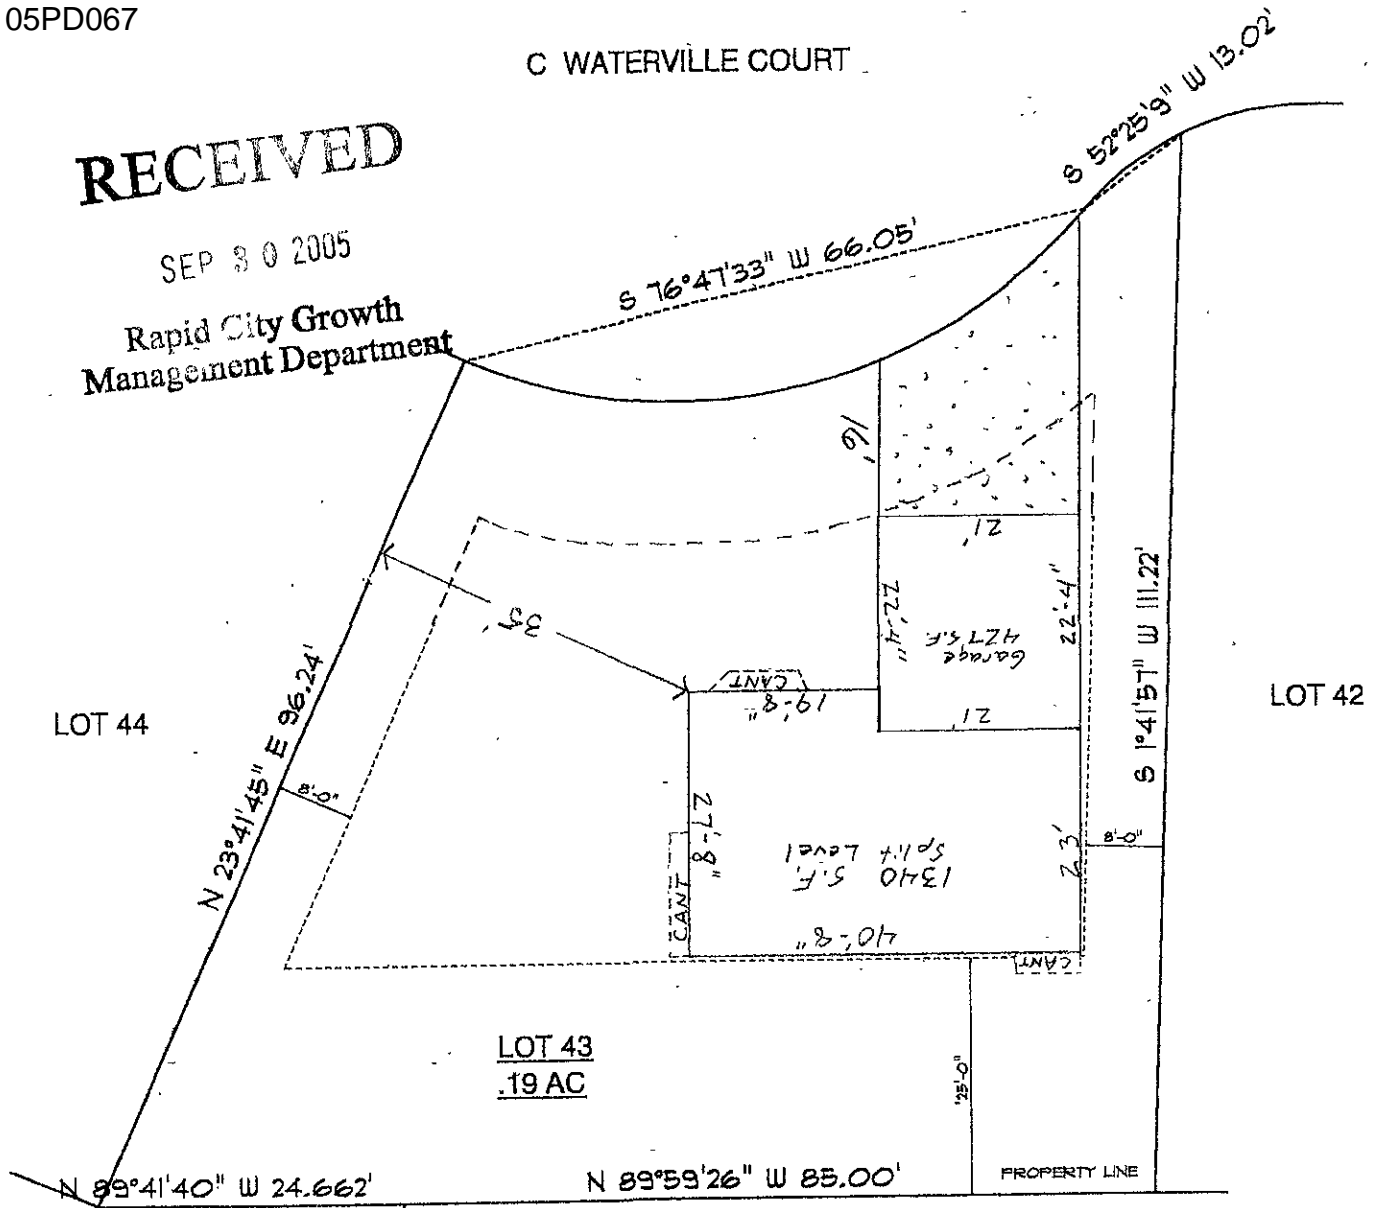 05PD067
C WATERVILLE COURT
RECEIVED
SEP 30 2005
Rapid City Growth
Management Department
S 52°25'9" W 13.02'
S 76°47'33" W 66.05'
16'
21'
22'-4"
22'-4"
Garage
427 S.F.
21'
35'
CANT
19'-8"
N 23°41'45" E 96.24'
S 1°41'57" W 111.22'
LOT 44
LOT 42
8'-0"
8'-0"
27'-8"
23'
1340 S.F.
Split Level
40'-8"
CANT
CANT
LOT 43
.19 AC
'25'-0"
PROPERTY LINE
N 89°41'40" W 24.662'
N 89°59'26" W 85.00'